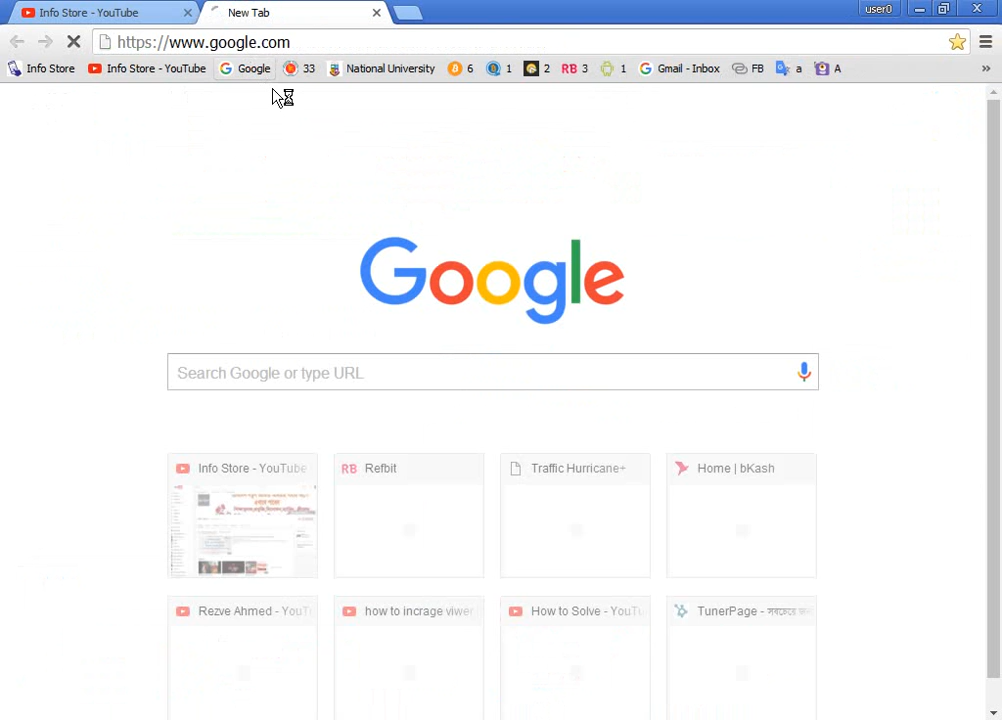 Info Store - YouTube
New Tab
user0
https://www.google.com
Info Store
Info Store - YouTube
Google
33
National University
6
1
2
RB 3
1
Gmail - Inbox
FB
a
A
Google
Search Google or type URL
Info Store - YouTube
RB Refbit
Traffic Hurricane+
Home | bKash
Rezve Ahmed - YouT
how to incrage viwer
How to Solve - YouTu
TunerPage - সবচেয়ে